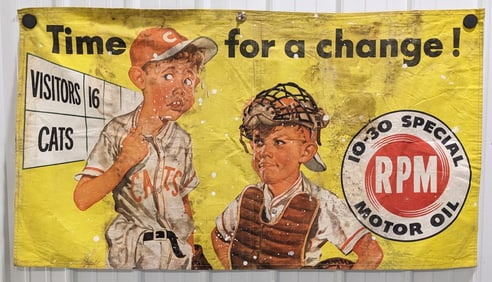 Time for a change!
VISITORS 16
CATS
C
CATS
10-30 SPECIAL
RPM
MOTOR OIL